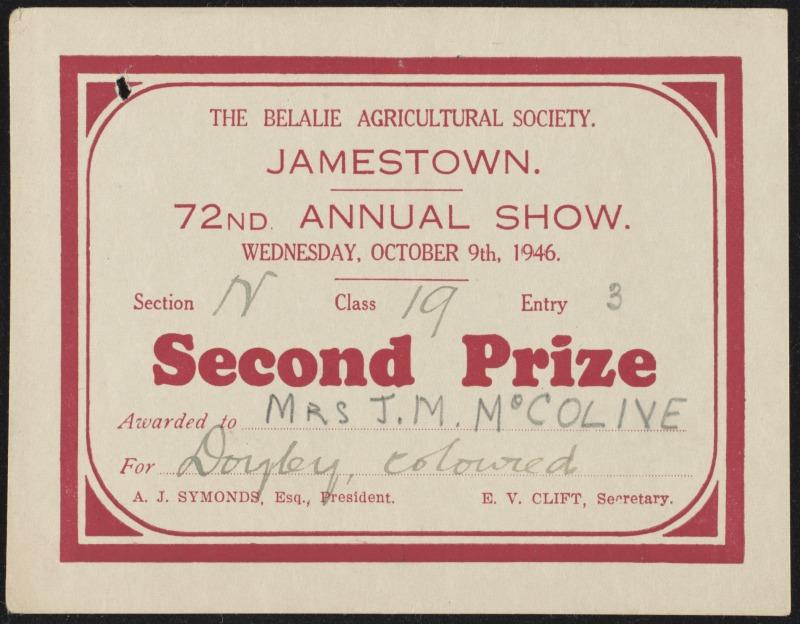 THE BELALIE AGRICULTURAL SOCIETY.
JAMESTOWN.
72ND ANNUAL SHOW.
WEDNESDAY, OCTOBER 9th, 1946.
Section N Class 19 Entry 3
Second Prize
Awarded to MRS J.M. McCOLIVE
For Doyley, coloured
A. J. SYMONDS, Esq., President. E. V. CLIFT, Secretary.